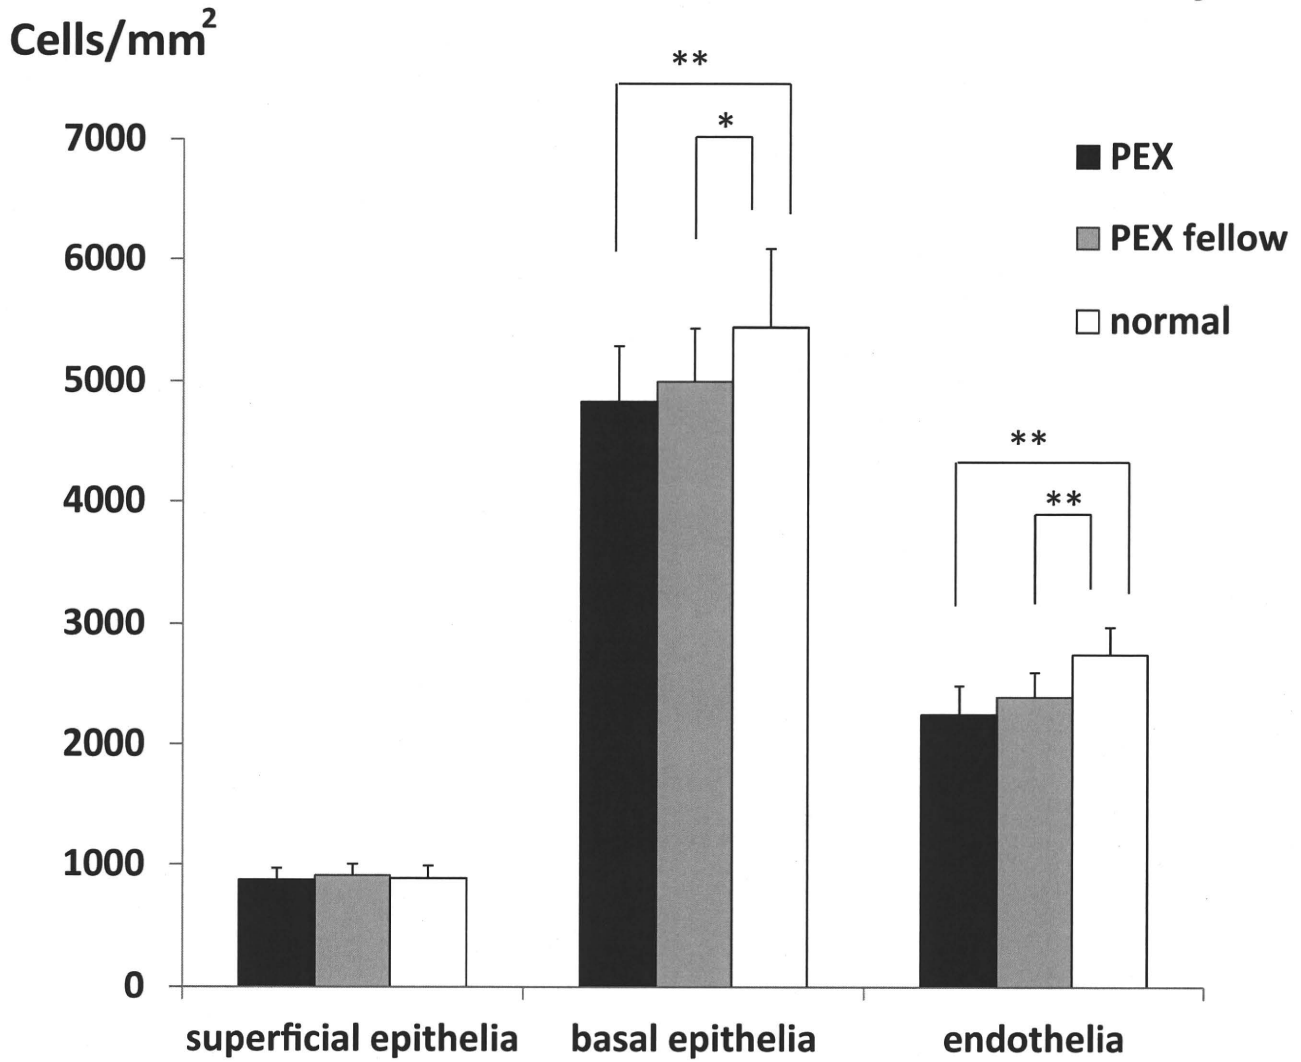 Cells/mm²
**
*
7000
6000
5000
4000
3000
2000
1000
0
PEX
PEX fellow
normal
**
**
superficial epithelia basal epithelia endothelia